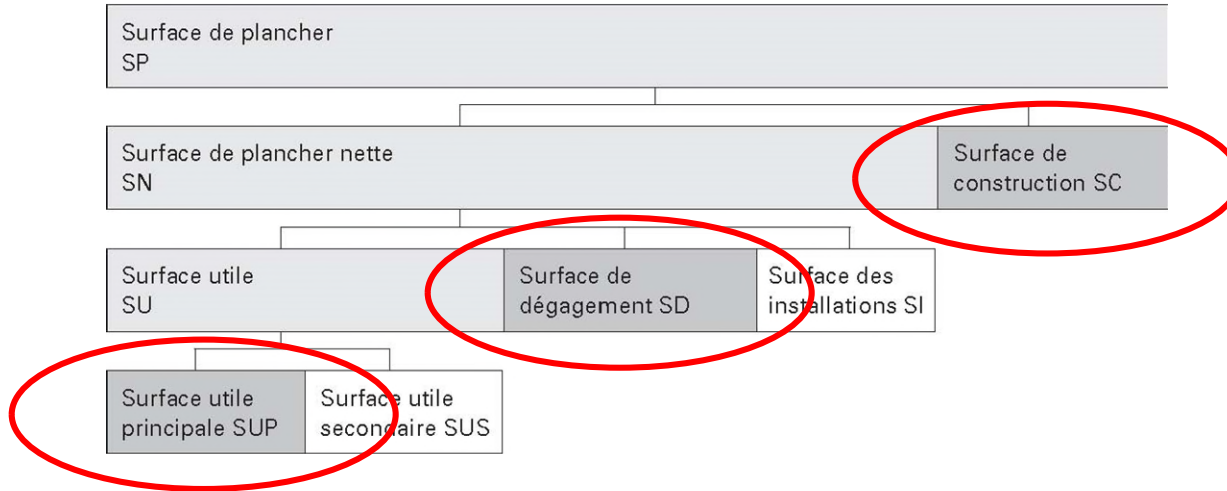 Surface de plancher
SP
Surface de plancher nette
SN
Surface de
construction SC
Surface utile
SU
Surface de
dégagement SD
Surface des
installations SI
Surface utile
principale SUP
Surface utile
secondaire SUS